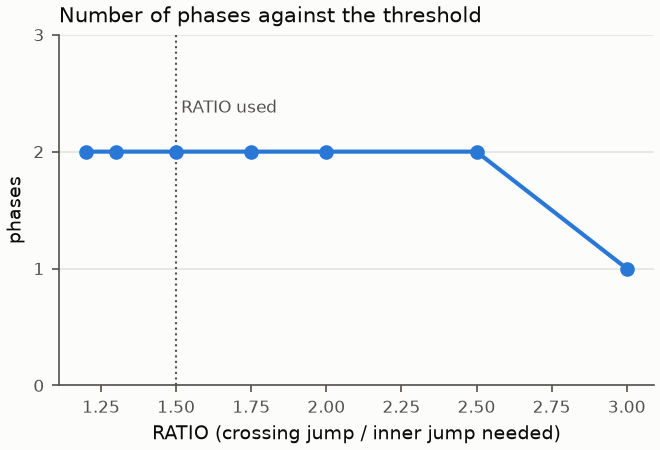 Number of phases against the threshold
3
RATIO used
2
phases
1
0
1.25 1.50 1.75 2.00 2.25 2.50 2.75 3.00
RATIO (crossing jump / inner jump needed)